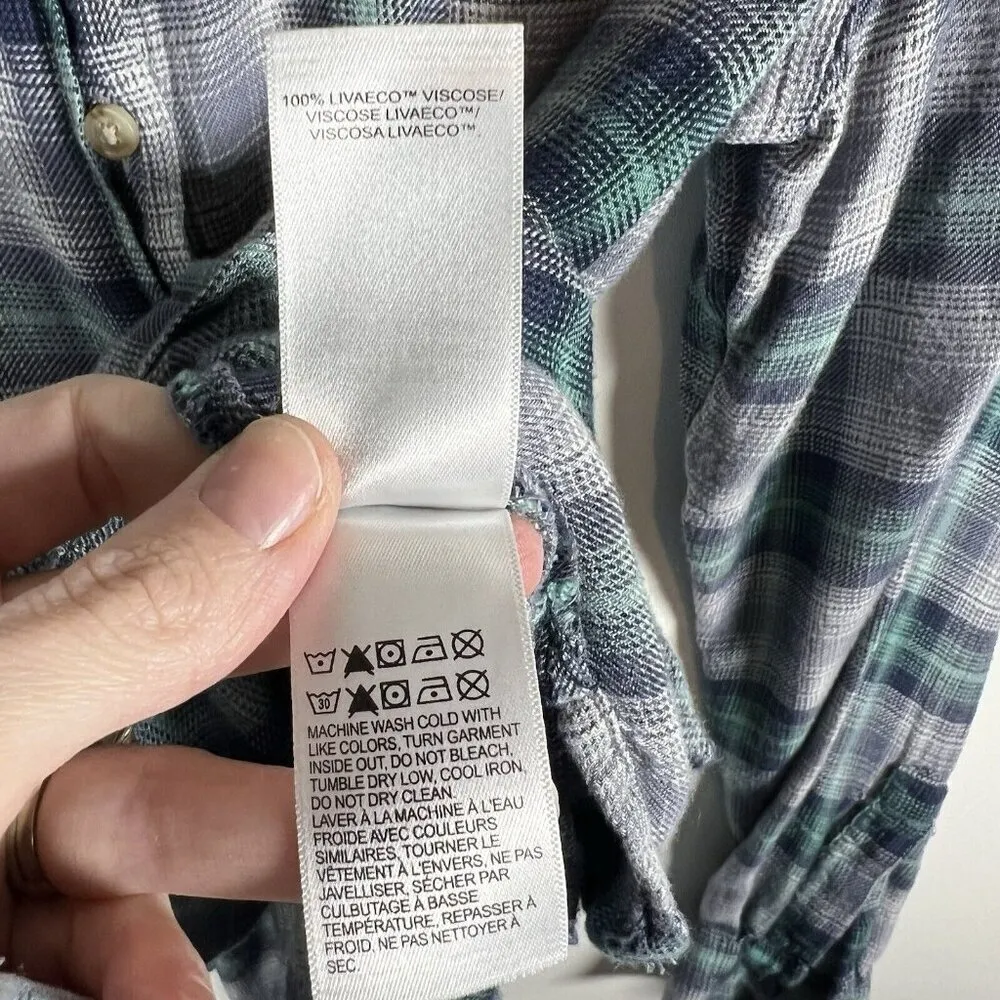 100% LIVAECO™ VISCOSE/
VISCOSE LIVAECO™/
VISCOSA LIVAECO™
30
MACHINE WASH COLD WITH
LIKE COLORS, TURN GARMENT
INSIDE OUT, DO NOT BLEACH,
TUMBLE DRY LOW, COOL IRON,
DO NOT DRY CLEAN.
LAVER À LA MACHINE À L'EAU
FROIDE AVEC COULEURS
SIMILAIRES, TOURNER LE
VÊTEMENT À L'ENVERS, NE PAS
JAVELLISER, SÉCHER PAR
CULBUTAGE À BASSE
TEMPÉRATURE, REPASSER À
FROID. NE PAS NETTOYER À
SEC.